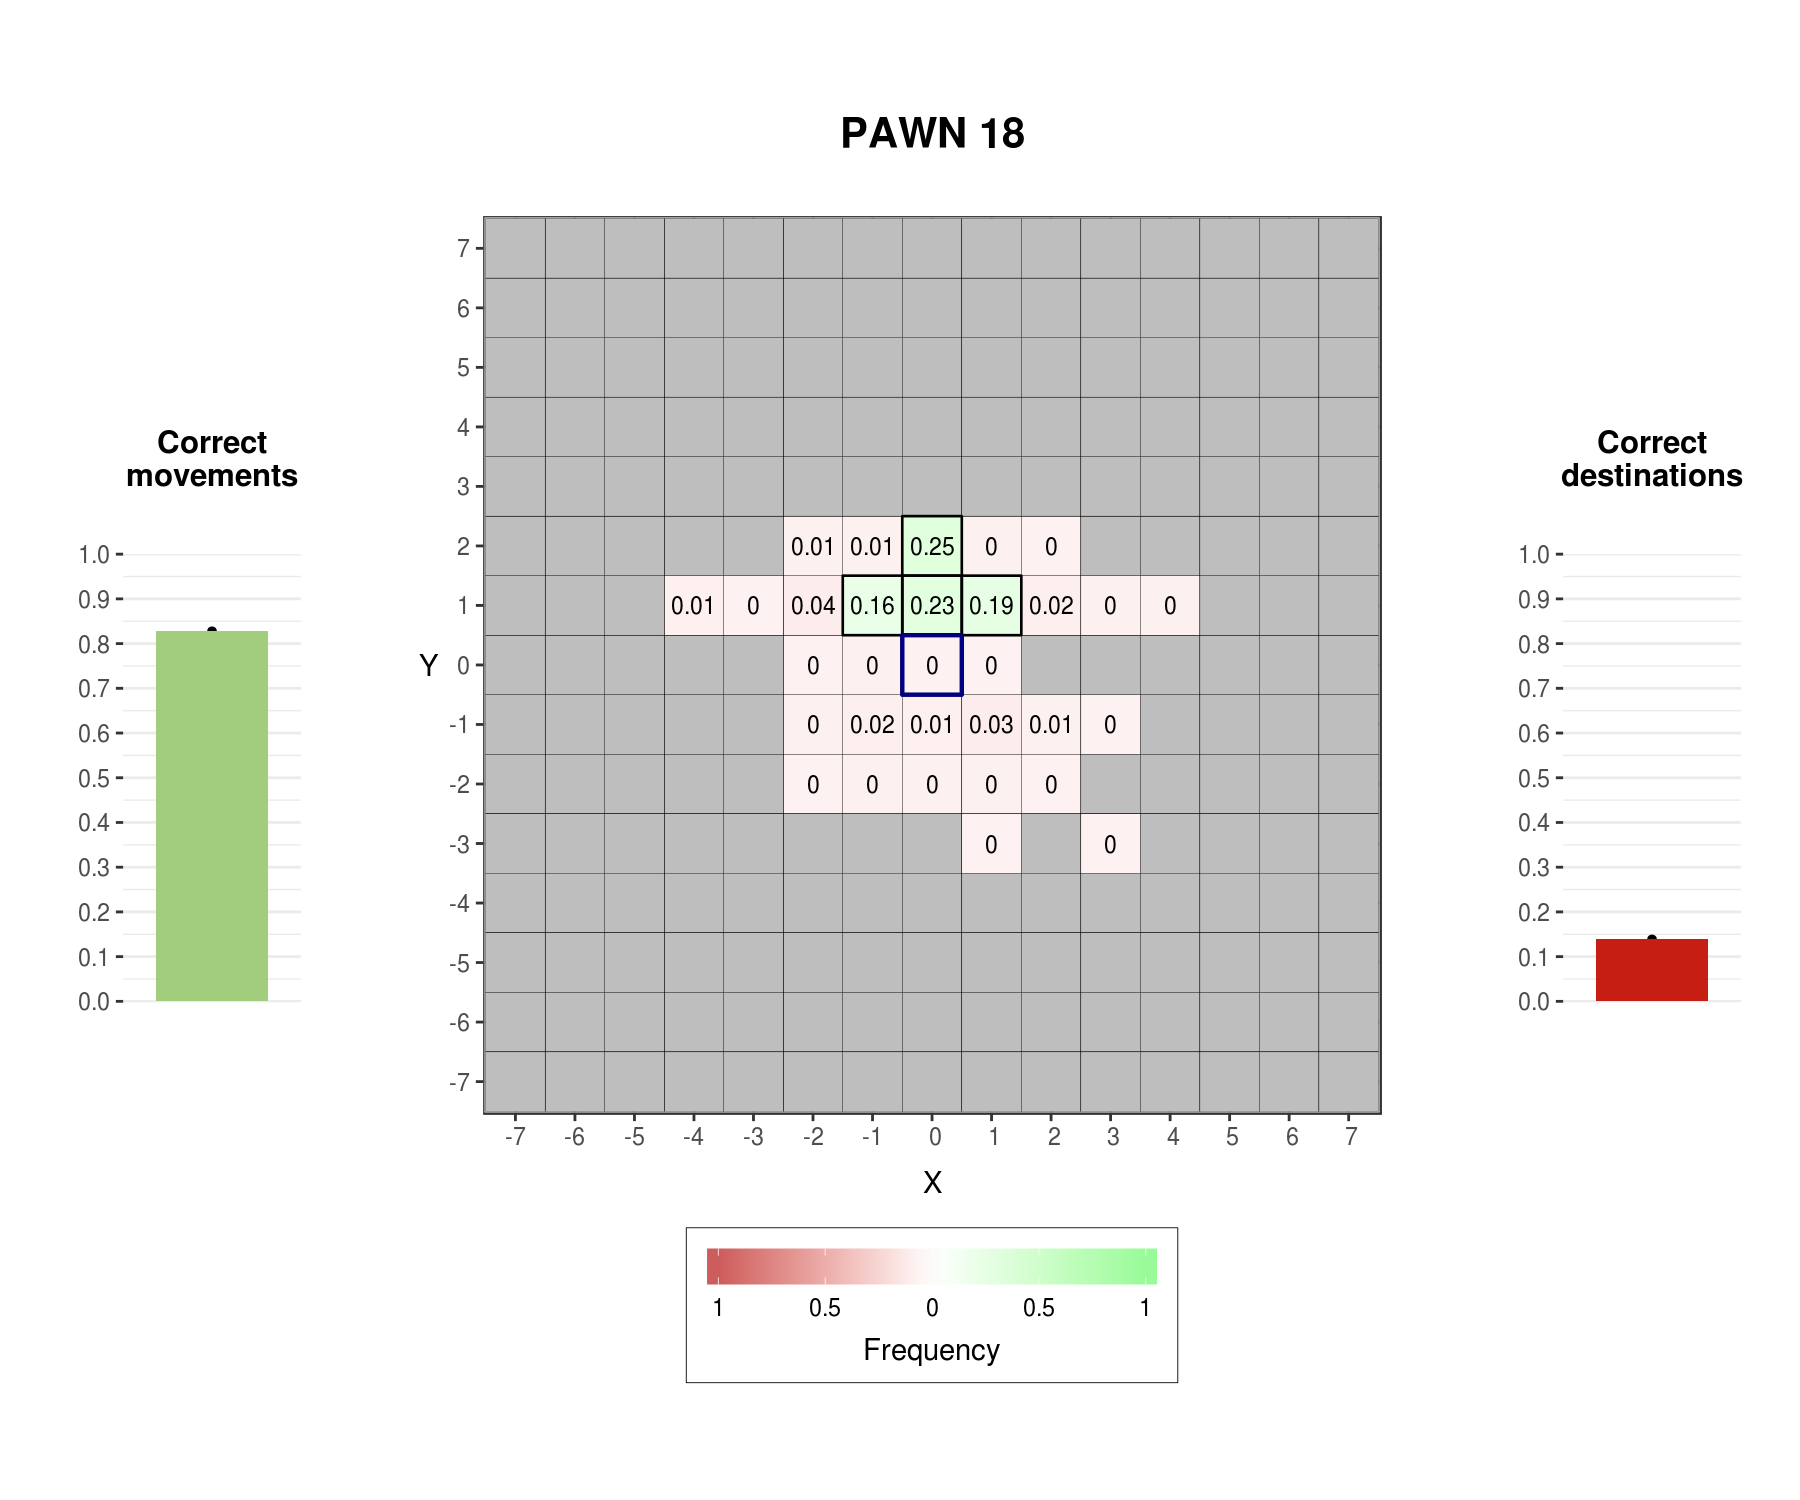 PAWN 18
Correct
movements
1.0
0.9
0.8
0.7
0.6
0.5
0.4
0.3
0.2
0.1
0.0
Y
7
6
5
4
3
2 0.01 0.01 0.25 0 0
1 0.01 0 0.04 0.16 0.23 0.19 0.02 0 0
0 0 0 0 0
-1 0 0.02 0.01 0.03 0.01 0
-2 0 0 0 0 0
-3 0 0
-4
-5
-6
-7
-7 -6 -5 -4 -3 -2 -1 0 1 2 3 4 5 6 7
X
1 0.5 0 0.5 1
Frequency
Correct
destinations
1.0
0.9
0.8
0.7
0.6
0.5
0.4
0.3
0.2
0.1
0.0